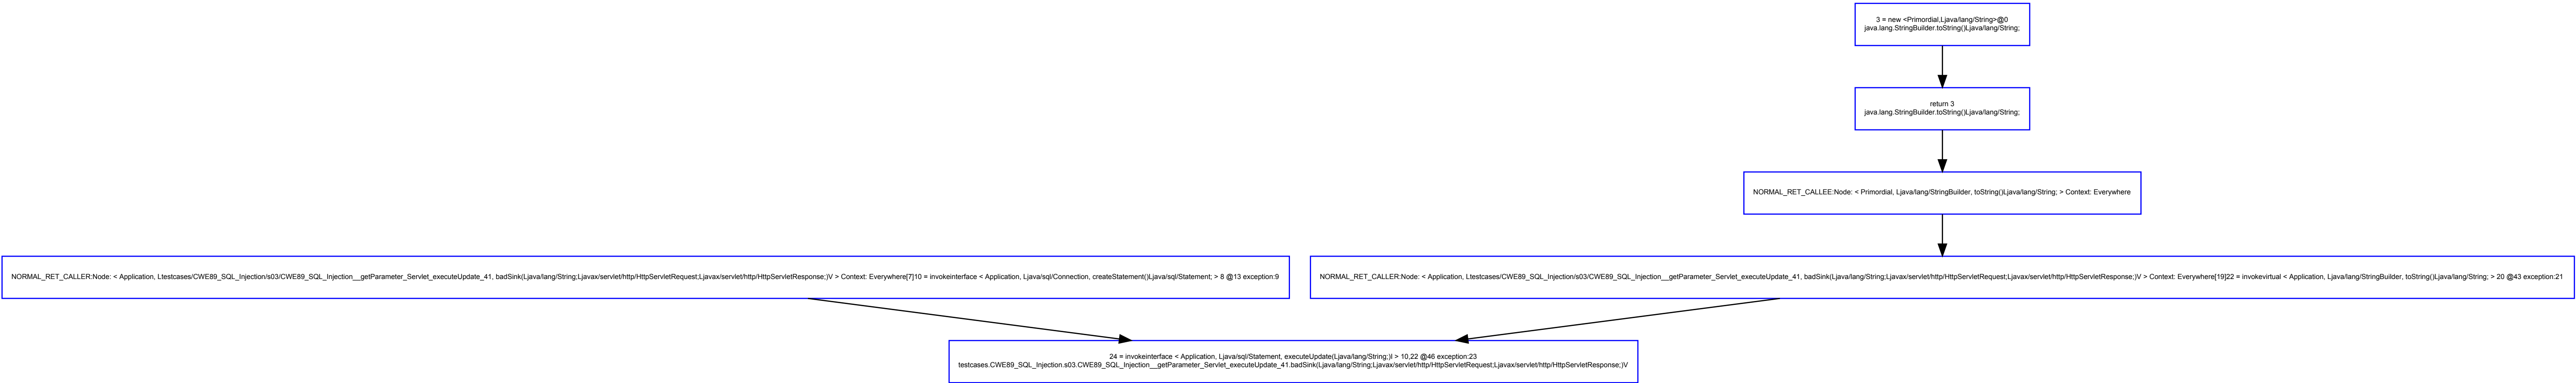 3 = new <Primordial,Ljava/lang/String>@0
java.lang.StringBuilder.toString()Ljava/lang/String;
return 3
java.lang.StringBuilder.toString()Ljava/lang/String;
NORMAL_RET_CALLEE:Node: < Primordial, Ljava/lang/StringBuilder, toString()Ljava/lang/String; > Context: Everywhere
NORMAL_RET_CALLER:Node: < Application, Ltestcases/CWE89_SQL_Injection/s03/CWE89_SQL_Injection__getParameter_Servlet_executeUpdate_41, badSink(Ljava/lang/String;Ljavax/servlet/http/HttpServletRequest;Ljavax/servlet/http/HttpServletResponse;)V > Context: Everywhere[7]10 = invokeinterface < Application, Ljava/sql/Connection, createStatement()Ljava/sql/Statement; > 8 @13 exception:9
NORMAL_RET_CALLER:Node: < Application, Ltestcases/CWE89_SQL_Injection/s03/CWE89_SQL_Injection__getParameter_Servlet_executeUpdate_41, badSink(Ljava/lang/String;Ljavax/servlet/http/HttpServletRequest;Ljavax/servlet/http/HttpServletResponse;)V > Context: Everywhere[19]22 = invokevirtual < Application, Ljava/lang/StringBuilder, toString()Ljava/lang/String; > 20 @43 exception:21
24 = invokeinterface < Application, Ljava/sql/Statement, executeUpdate(Ljava/lang/String;)I > 10,22 @46 exception:23
testcases.CWE89_SQL_Injection.s03.CWE89_SQL_Injection__getParameter_Servlet_executeUpdate_41.badSink(Ljava/lang/String;Ljavax/servlet/http/HttpServletRequest;Ljavax/servlet/http/HttpServletResponse;)V